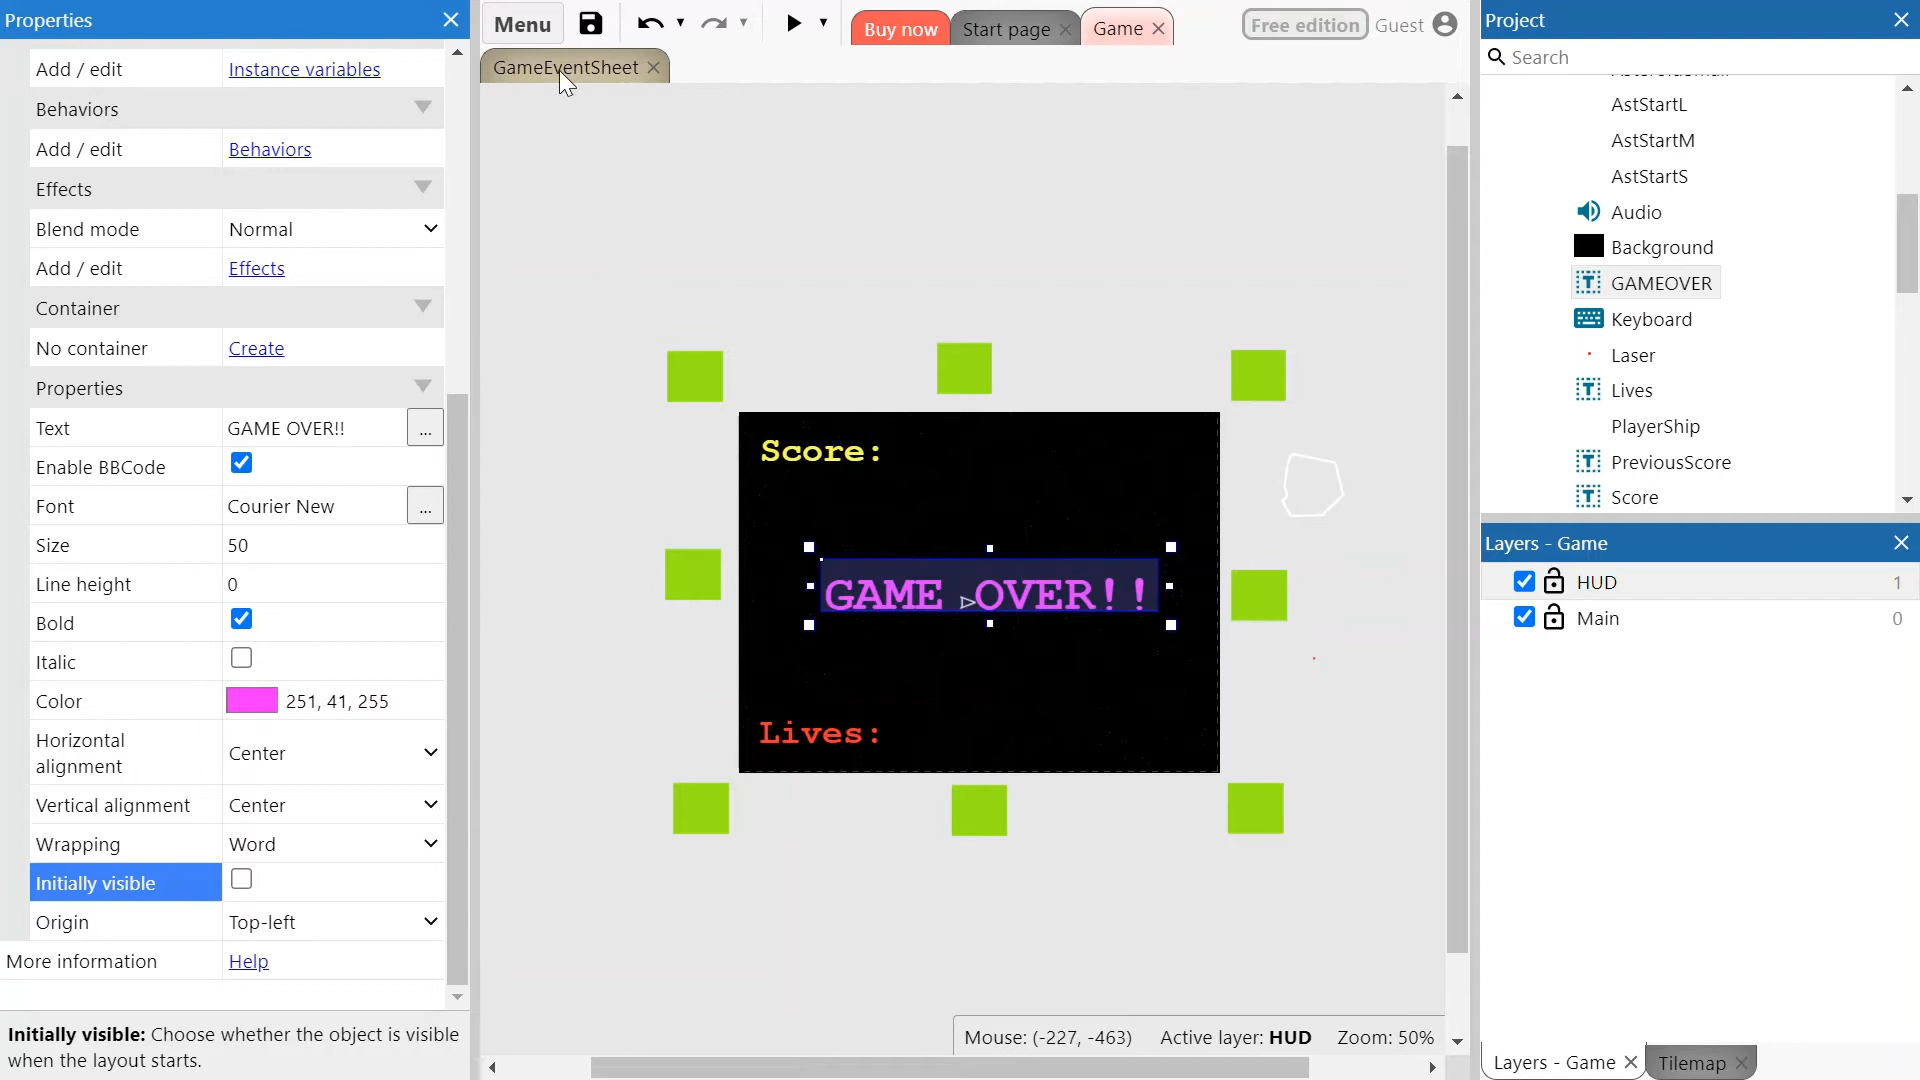 Properties
Add / edit Instance variables
Behaviors
Add / edit Behaviors
Effects
Blend mode Normal
Add / edit Effects
Container
No container Create
Properties
Text GAME OVER!! ...
Enable BBCode
Font Courier New ...
Size 50
Line height 0
Bold
Italic
Color 251, 41, 255
Horizontal alignment Center
Vertical alignment Center
Wrapping Word
Initially visible
Origin Top-left
More information Help
Initially visible: Choose whether the object is visible
when the layout starts.
Menu Buy now Start page Game Free edition Guest
GameEventSheet
Score:
GAME OVER!!
Lives:
Mouse: (-227, -463) Active layer: HUD Zoom: 50%
Project
Search
AstStartL
AstStartM
AstStartS
Audio
Background
GAMEOVER
Keyboard
Laser
Lives
PlayerShip
PreviousScore
Score
Layers - Game
HUD 1
Main 0
Layers - Game Tilemap